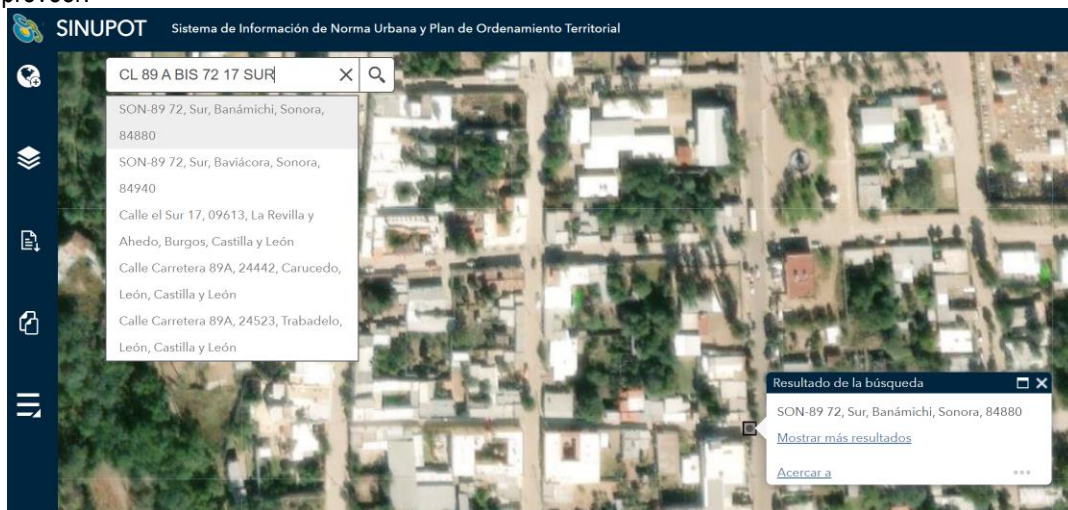 proveen
SINUPOT Sistema de Información de Norma Urbana y Plan de Ordenamiento Territorial
CL 89 A BIS 72 17 SUR
SON-89 72, Sur, Banámichi, Sonora,
84880
SON-89 72, Sur, Baviácora, Sonora,
84940
Calle el Sur 17, 09613, La Revilla y
Ahedo, Burgos, Castilla y León
Calle Carretera 89A, 24442, Carucedo,
León, Castilla y León
Calle Carretera 89A, 24523, Trabadelo,
León, Castilla y León
Resultado de la búsqueda
SON-89 72, Sur, Banámichi, Sonora, 84880
Mostrar más resultados
Acercar a